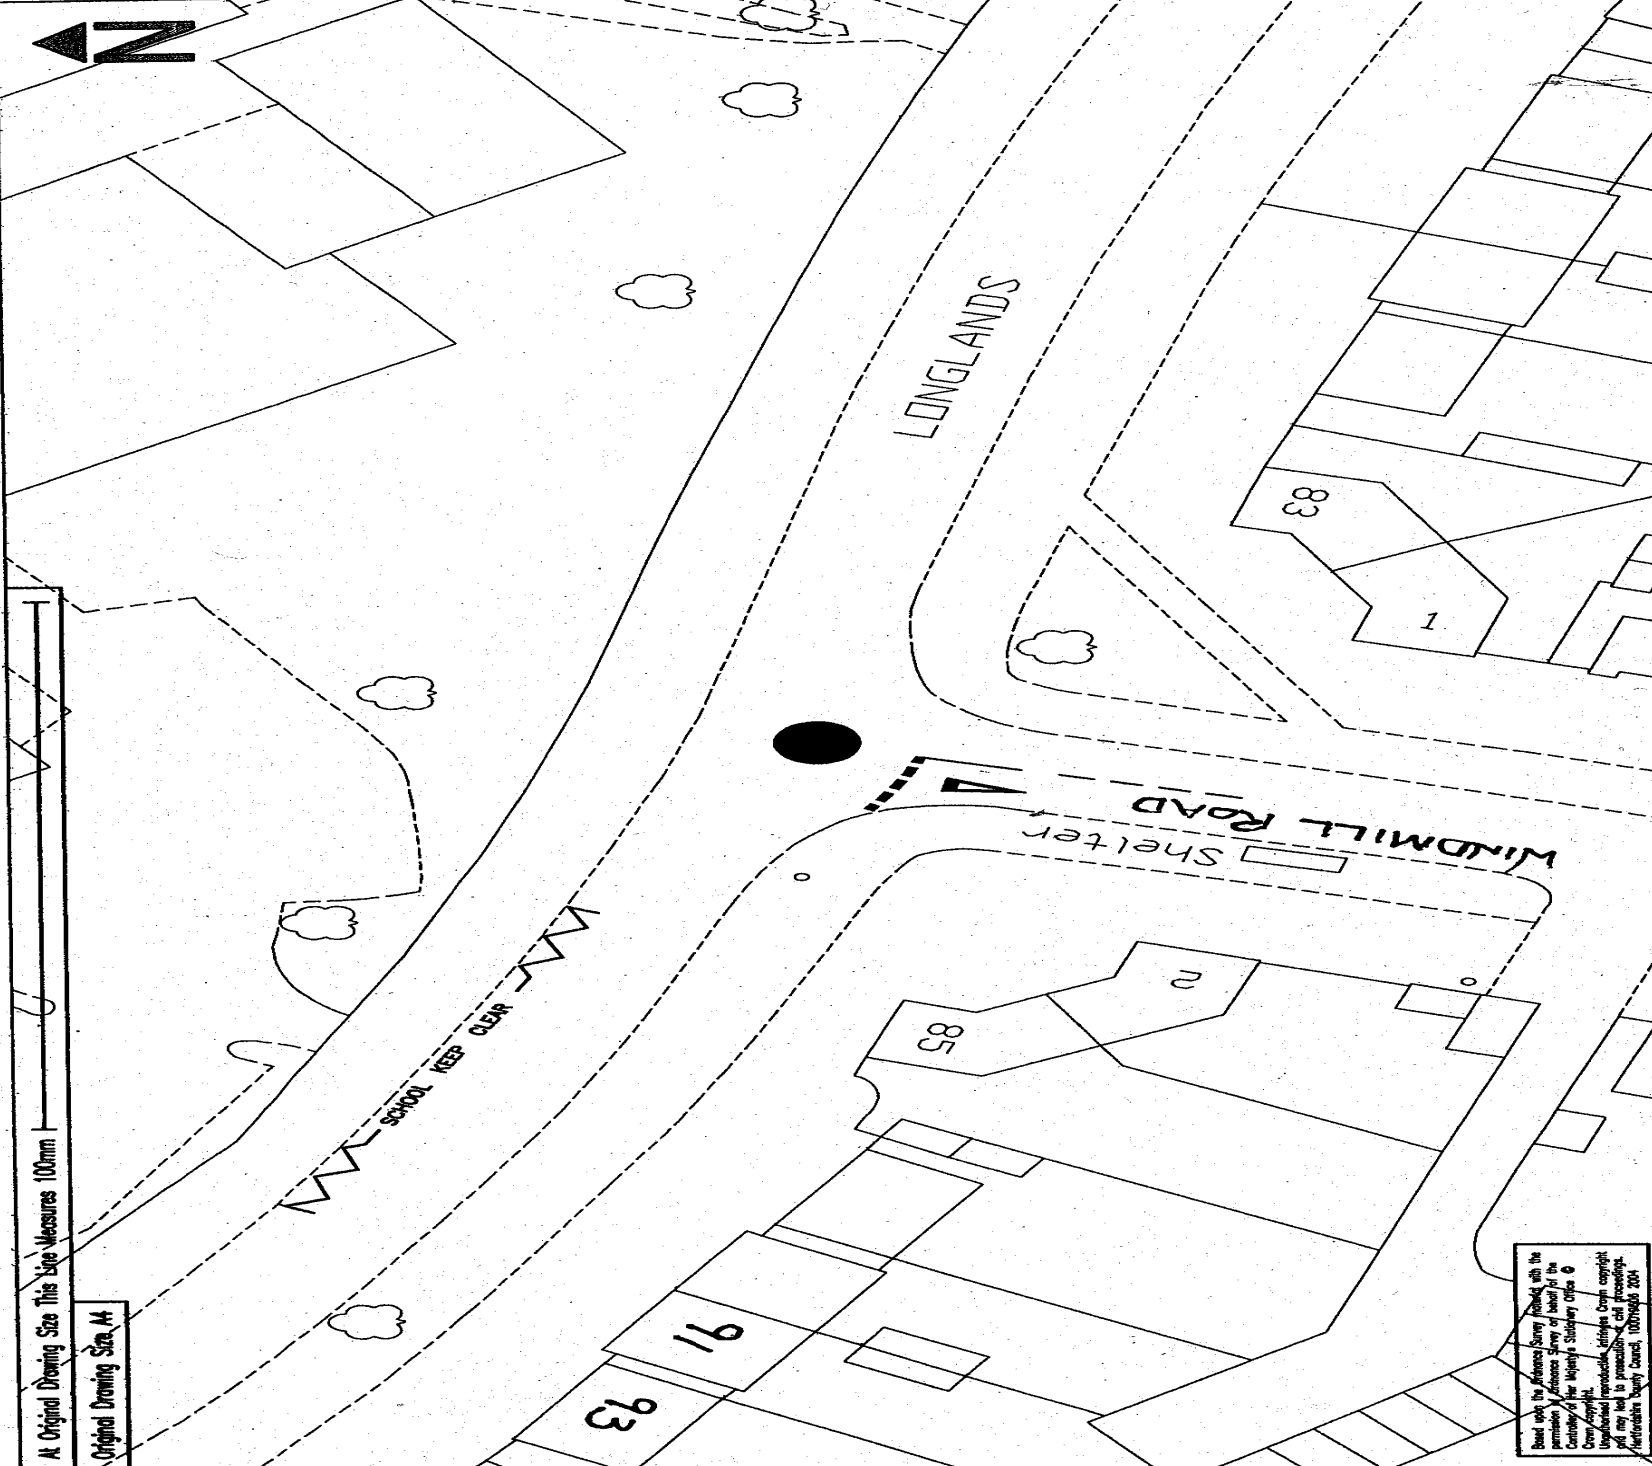 N
LONGLANDS
83
1
WINDMILL ROAD
Shelter
2
85
SCHOOL KEEP CLEAR
91
93
At Original Drawing Size This Line Measures 100mm
Original Drawing Size A4
Based upon the Ordnance Survey material with the
permission of Ordnance Survey on behalf of the
Controller of Her Majesty's Stationery Office ©
Crown copyright.
Unauthorised reproduction infringes Crown copyright
and may lead to prosecution or civil proceedings.
Hertfordshire County Council, 2004